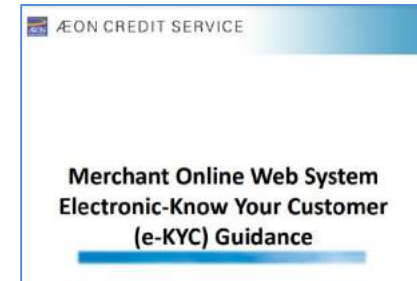 ÆON CREDIT SERVICE
Merchant Online Web System
Electronic-Know Your Customer
(e-KYC) Guidance